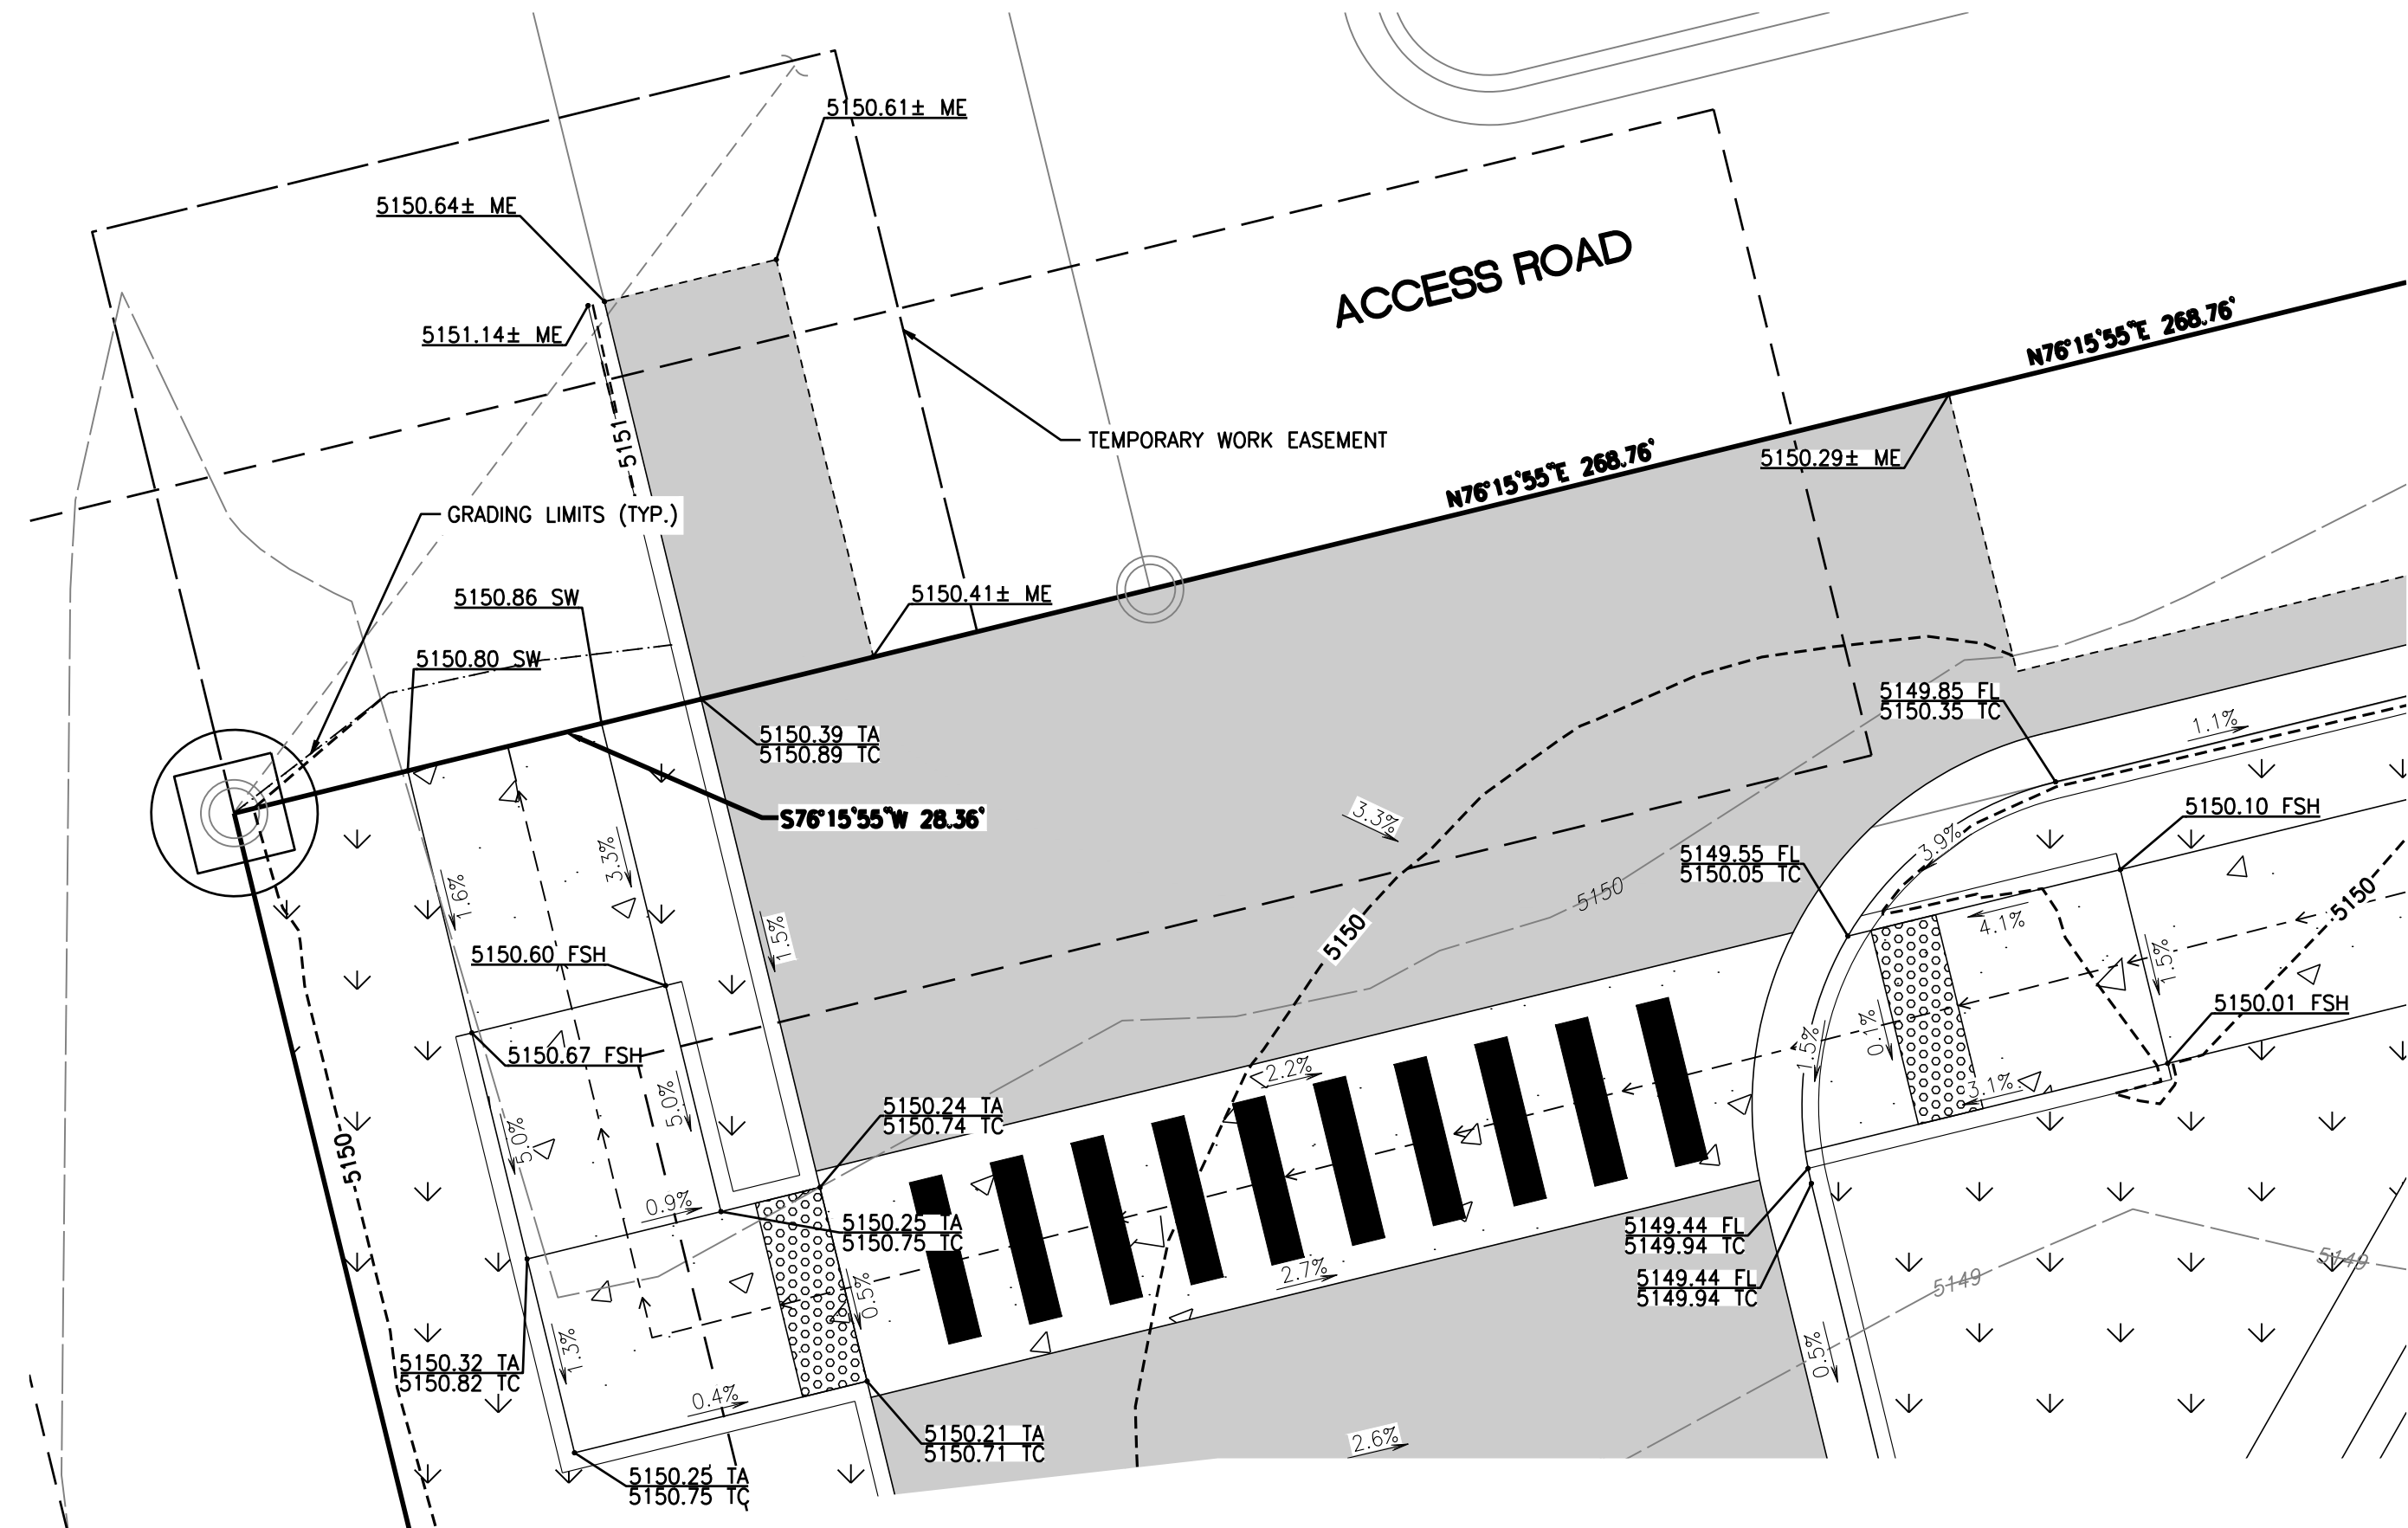 5150.61± ME
5150.64± ME
5151.14± ME
ACCESS ROAD
N76°15'55"E 268.76'
5151
TEMPORARY WORK EASEMENT
N76°15'55"E 268.76'
5150.29± ME
GRADING LIMITS (TYP.)
5150.86 SW
5150.41± ME
5150.80 SW
5149.85 FL
5150.35 TC
1.1%
5150.39 TA
5150.89 TC
S76°15'55"W 28.36'
3.3%
5150.10 FSH
3.9%
5149.55 FL
5150.05 TC
3.3%
1.6%
5150
5150
5150
1.5%
4.1%
5150.60 FSH
1.5%
5150.01 FSH
5150.67 FSH
0.1%
1.5%
2.2%
3.1%
5.0%
5150.24 TA
5150.74 TC
5.0%
5150
0.9%
5150.25 TA
5150.75 TC
5149.44 FL
5149.94 TC
5149
5149
0.5%
2.7%
5149.44 FL
5149.94 TC
1.3%
5150.32 TA
5150.82 TC
0.5%
0.4%
5150.21 TA
5150.71 TC
2.6%
5150.25 TA
5150.75 TC